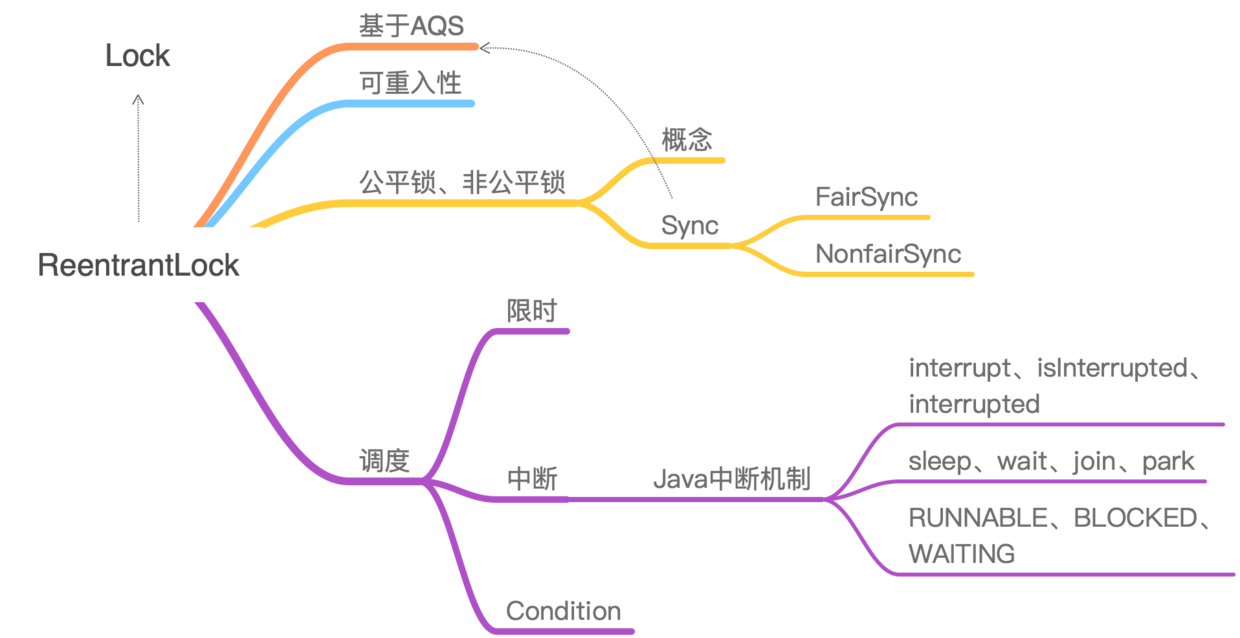 Lock
ReentrantLock
基于AQS
可重入性
公平锁、非公平锁
概念
Sync
FairSync
NonfairSync
调度
限时
中断
Java中断机制
interrupt、isInterrupted、
interrupted
sleep、wait、join、park
RUNNABLE、BLOCKED、
WAITING
Condition